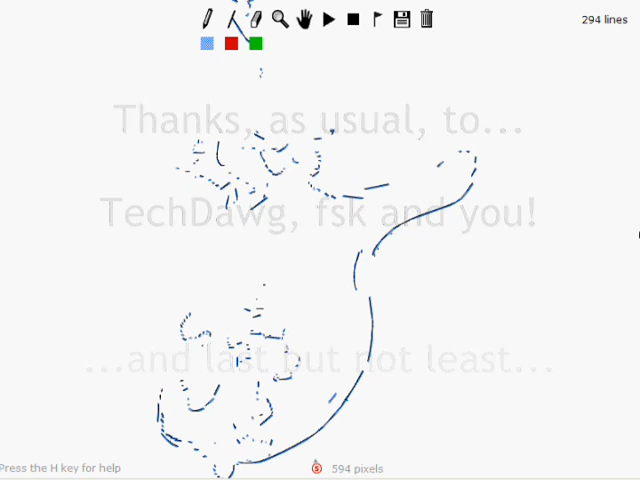 294 lines
Thanks, as usual, to...
TechDawg, fsk and you!
...and last but not least...
Press the H key for help
594 pixels